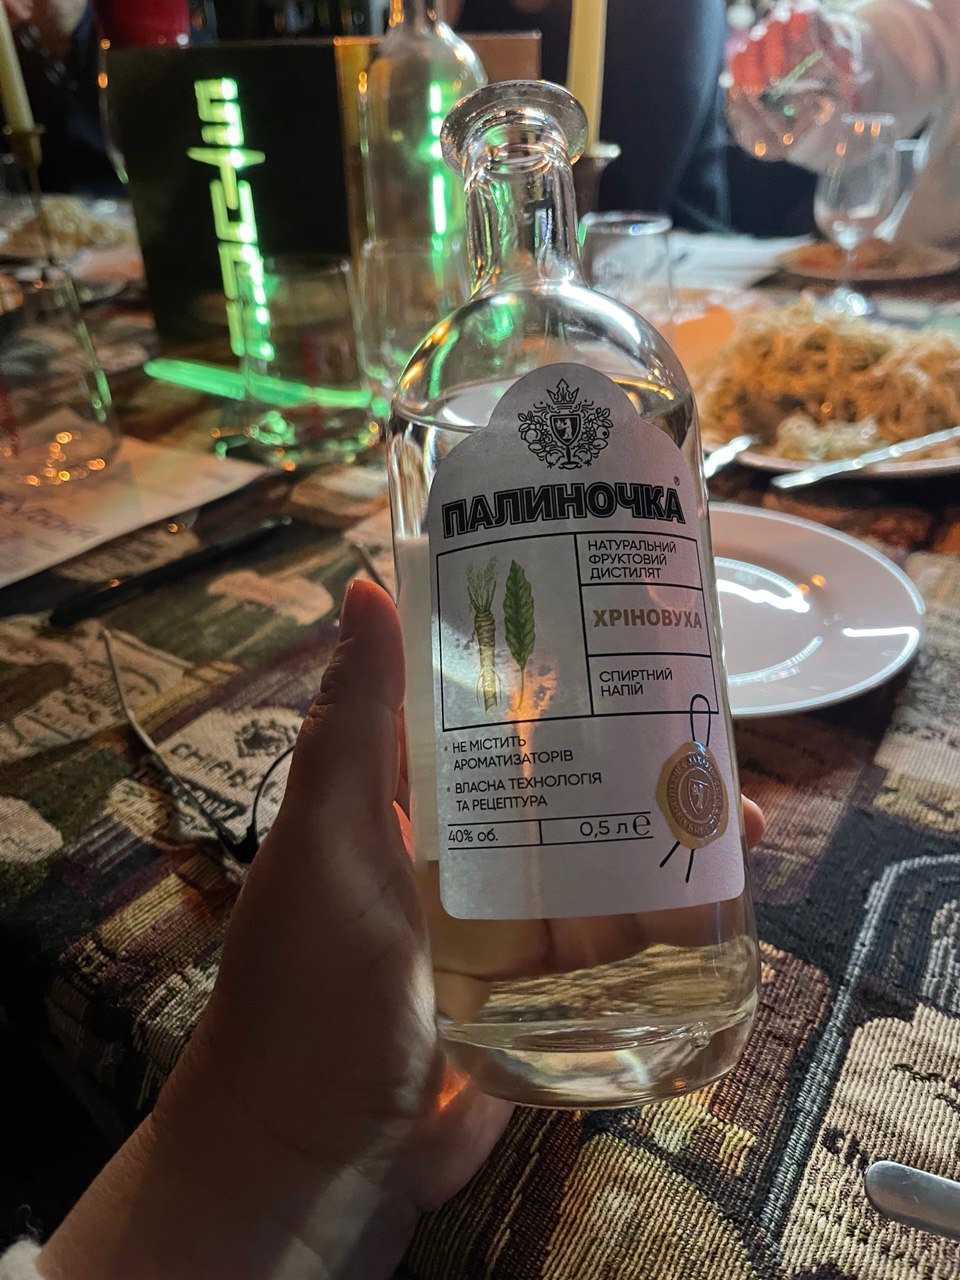 ПАЛИНОЧКА®
НАТУРАЛЬНИЙ
ФРУКТОВИЙ
ДИСТИЛЯТ
ХРІНОВУХА
СПИРТНИЙ
НАПІЙ
НЕ МІСТИТЬ
АРОМАТИЗАТОРІВ
ВЛАСНА ТЕХНОЛОГІЯ
ТА РЕЦЕПТУРА
40% об.
0,5 л ℮